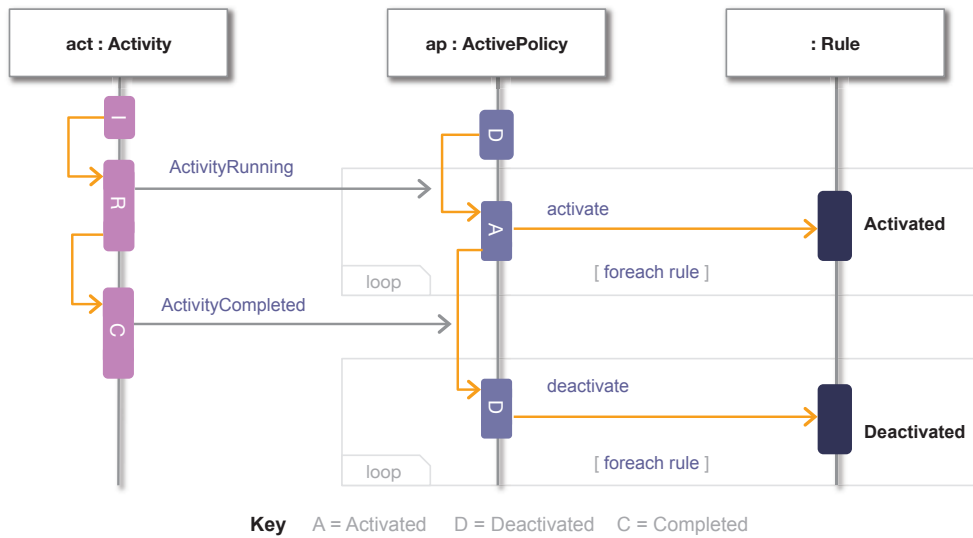 act : Activity
ap : ActivePolicy
: Rule
I
D
ActivityRunning
R
activate
A
Activated
[ foreach rule ]
loop
ActivityCompleted
C
deactivate
D
Deactivated
[ foreach rule ]
loop
Key A = Activated D = Deactivated C = Completed